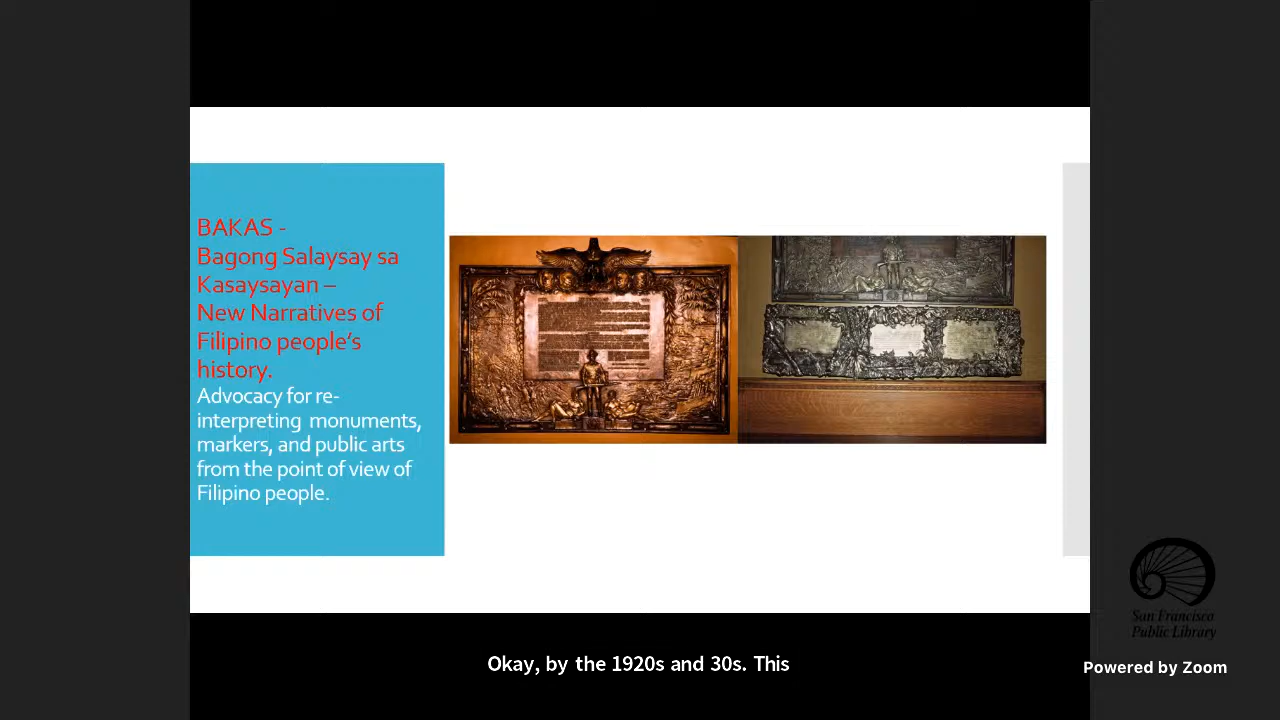 BAKAS -
Bagong Salaysay sa
Kasaysayan –
New Narratives of
Filipino people's
history.
Advocacy for re-
interpreting monuments,
markers, and public arts
from the point of view of
Filipino people.
San Francisco
Public Library
Okay, by the 1920s and 30s. This
Powered by Zoom